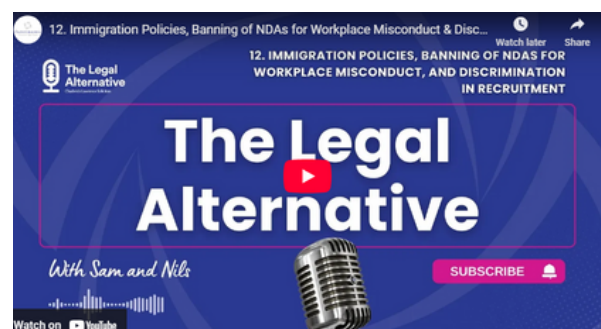 12. Immigration Policies, Banning of NDAs for Workplace Misconduct & Disc...
Watch later
Share
The Legal
Alternative
12. IMMIGRATION POLICIES, BANNING OF NDAS FOR
WORKPLACE MISCONDUCT, AND DISCRIMINATION
IN RECRUITMENT
The Legal
Alternative
With Sam and Nils
SUBSCRIBE
Watch on YouTube